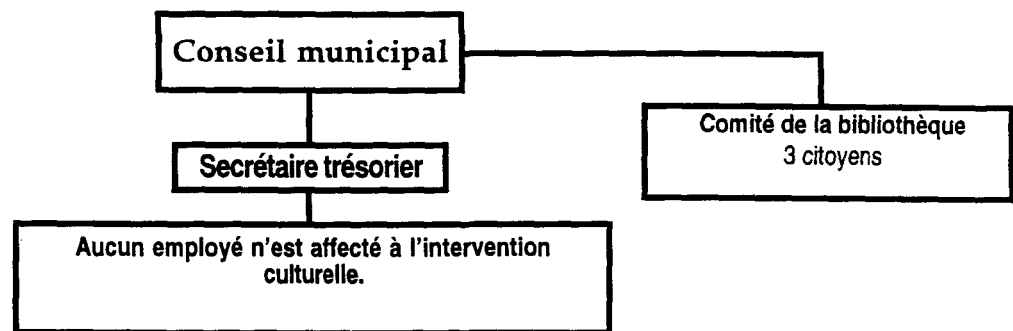 Conseil municipal
Comité de la bibliothèque
3 citoyens
Secrétaire trésorier
Aucun employé n'est affecté à l'intervention
culturelle.